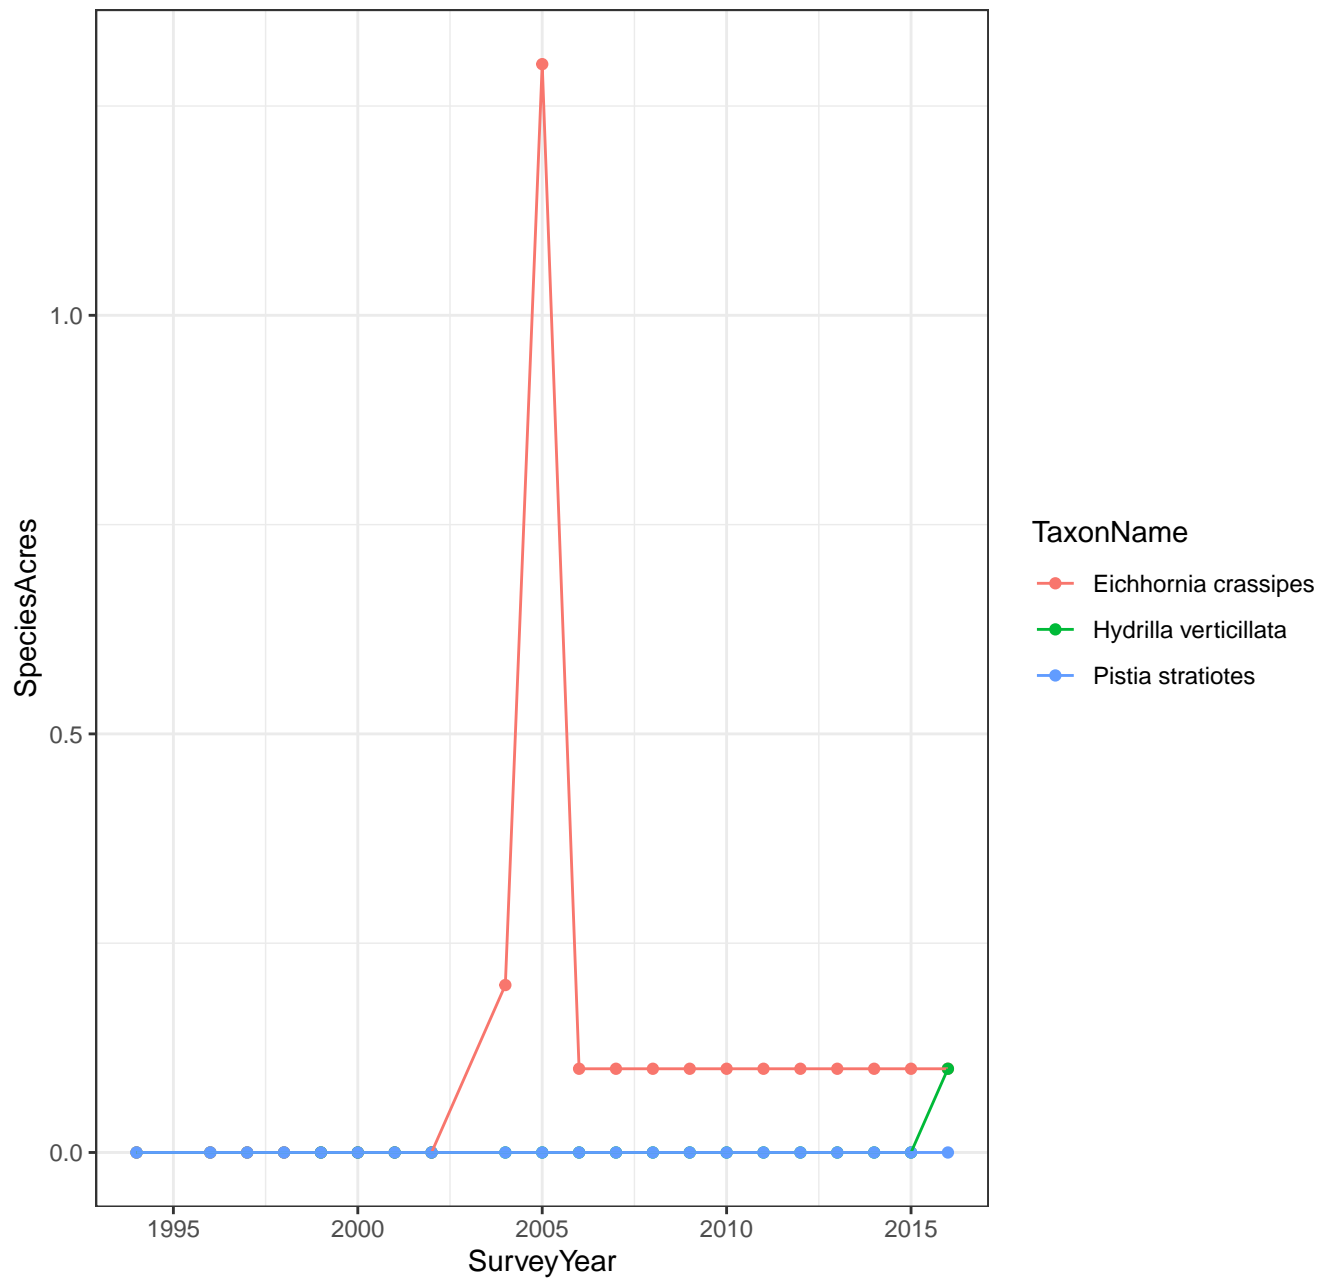 SpeciesAcres
1.0
0.5
0.0
1995 2000 2005 2010 2015
SurveyYear
TaxonName
Eichhornia crassipes
Hydrilla verticillata
Pistia stratiotes